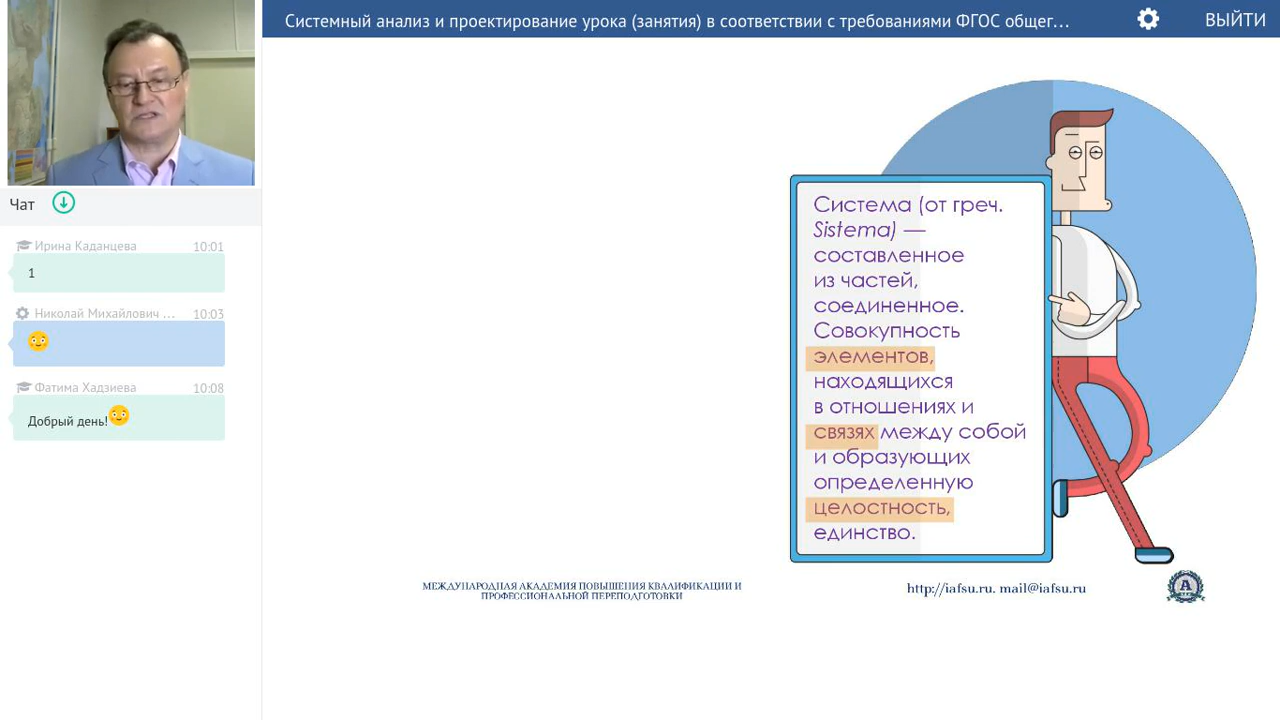 Системный анализ и проектирование урока (занятия) в соответствии с требованиями ФГОС общег...
ВЫЙТИ
Чат
Ирина Каданцева 10:01
1
Николай Михайлович ... 10:03
Фатима Хадзиева 10:08
Добрый день!
Система (от греч.
Sistema) —
составленное
из частей,
соединенное.
Совокупность
элементов,
находящихся
в отношениях и
связях между собой
и образующих
определенную
целостность,
единство.
МЕЖДУНАРОДНАЯ АКАДЕМИЯ ПОВЫШЕНИЯ КВАЛИФИКАЦИИ И
ПРОФЕССИОНАЛЬНОЙ ПЕРЕПОДГОТОВКИ
http://iafsu.ru. mail@iafsu.ru